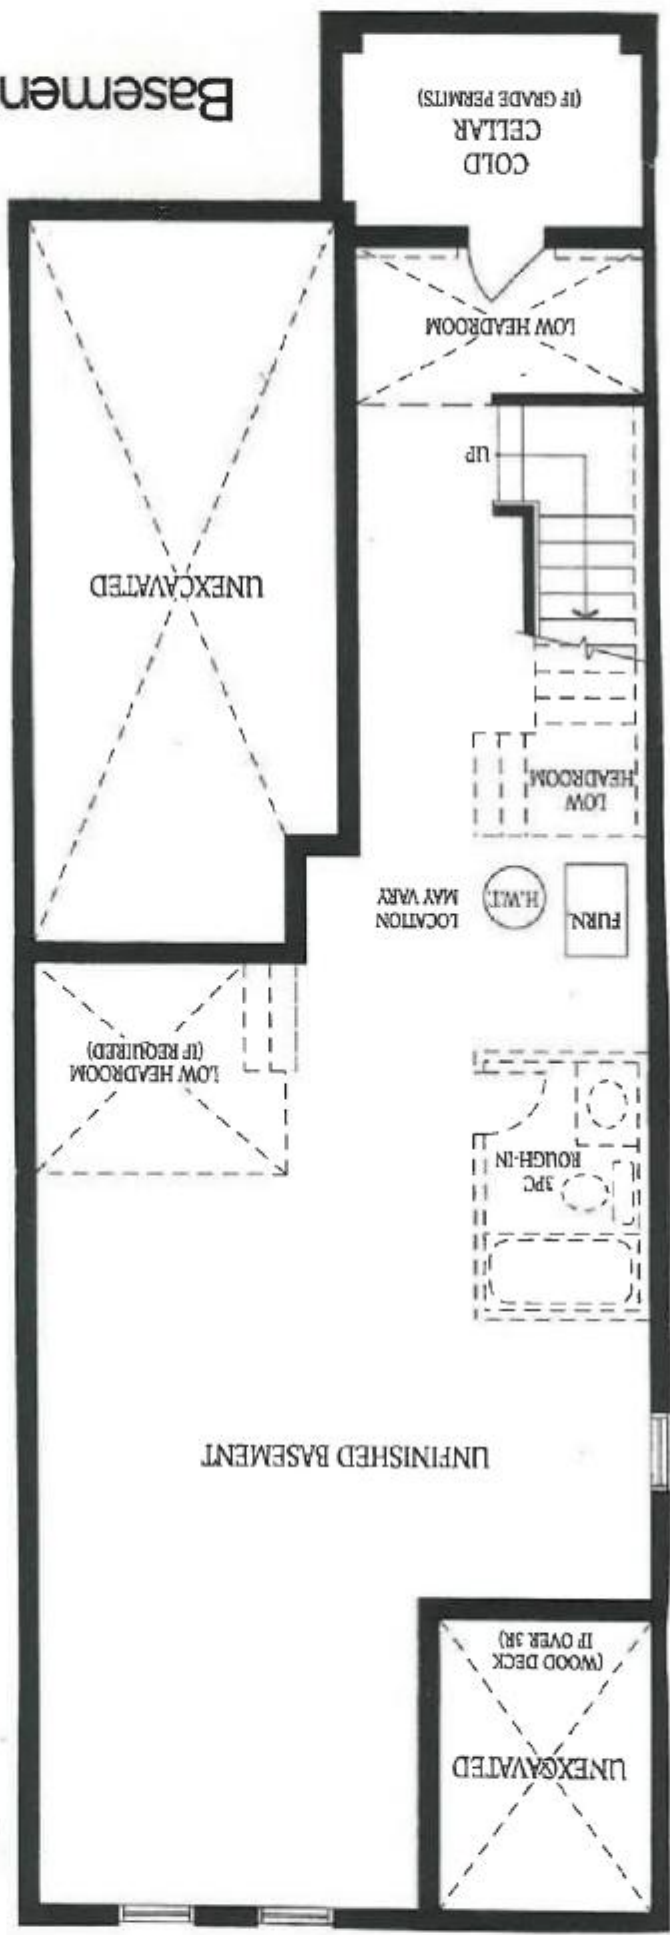 UNEXCAVATED
(WOOD DECK
IF OVER 3R)
UNFINISHED BASEMENT
3PC
ROUGH-IN
LOW HEADROOM
(IF REQUIRED)
FURN.
H.W.T.
LOCATION
MAY VARY
LOW
HEADROOM
UNEXCAVATED
UP
LOW HEADROOM
COLD
CELLAR
(IF GRADE PERMITS)
Basemen